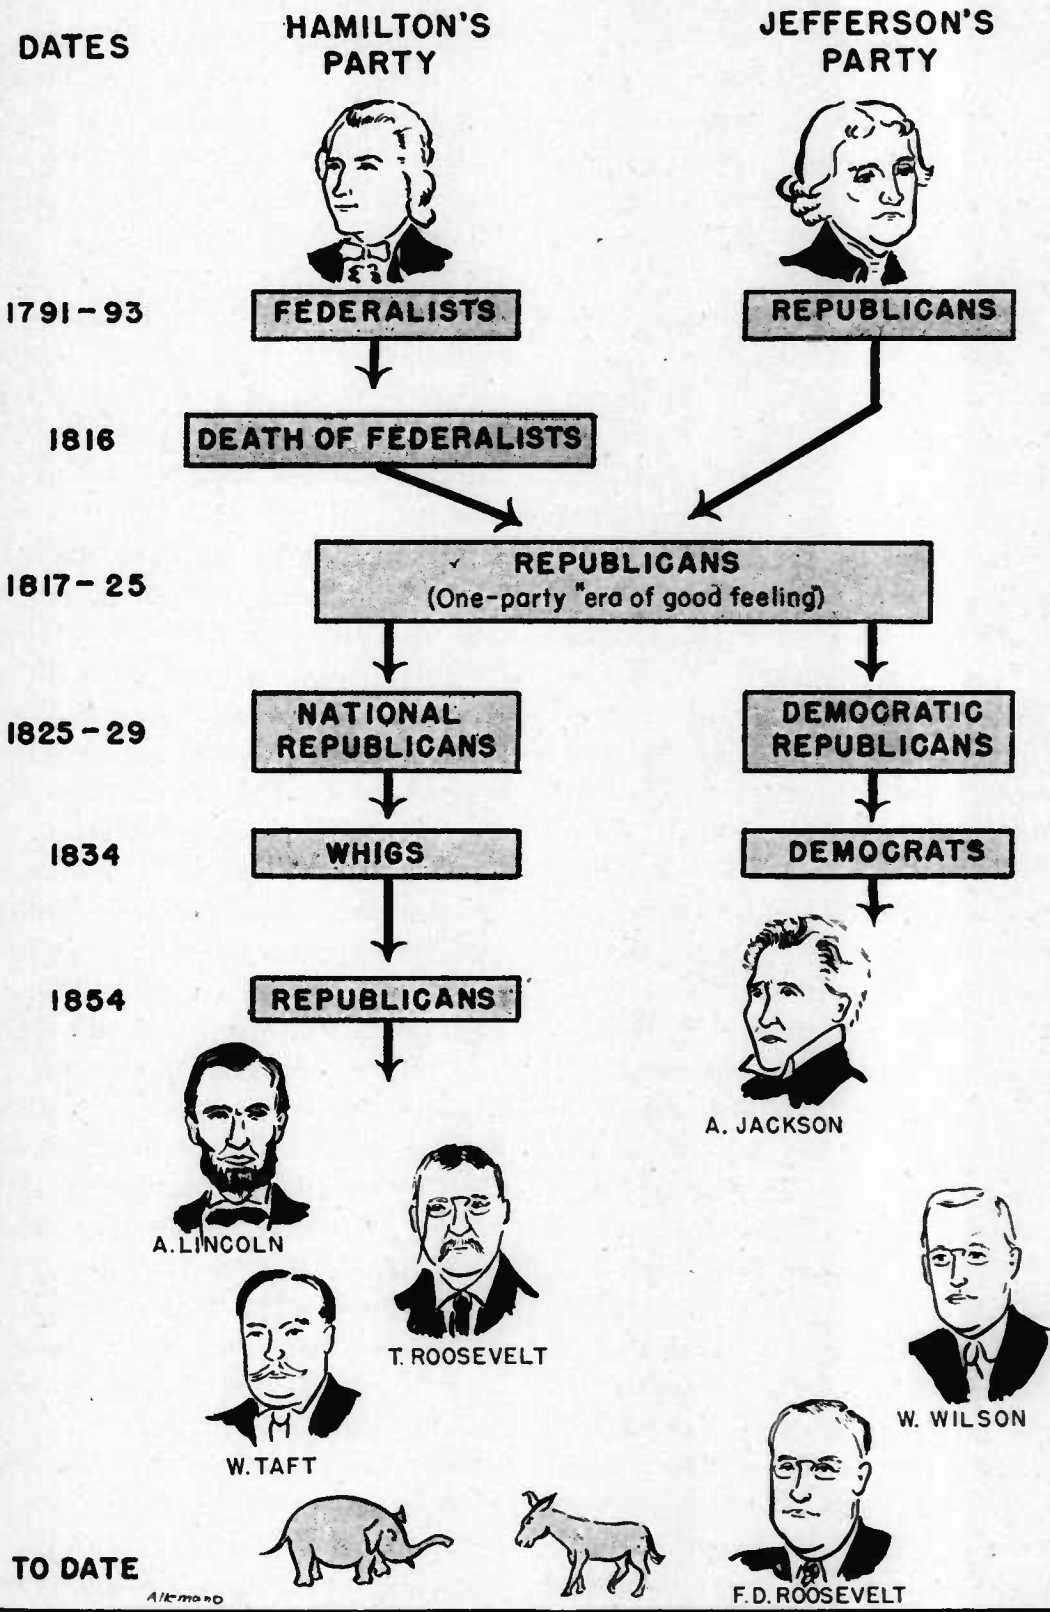 DATES
HAMILTON'S
PARTY
JEFFERSON'S
PARTY
1791-93
FEDERALISTS
REPUBLICANS
1816
DEATH OF FEDERALISTS
1817-25
REPUBLICANS
(One-party "era of good feeling")
1825-29
NATIONAL
REPUBLICANS
DEMOCRATIC
REPUBLICANS
1834
WHIGS
DEMOCRATS
1854
REPUBLICANS
A. JACKSON
A. LINCOLN
T. ROOSEVELT
W. WILSON
W. TAFT
TO DATE
F. D. ROOSEVELT
Allemano